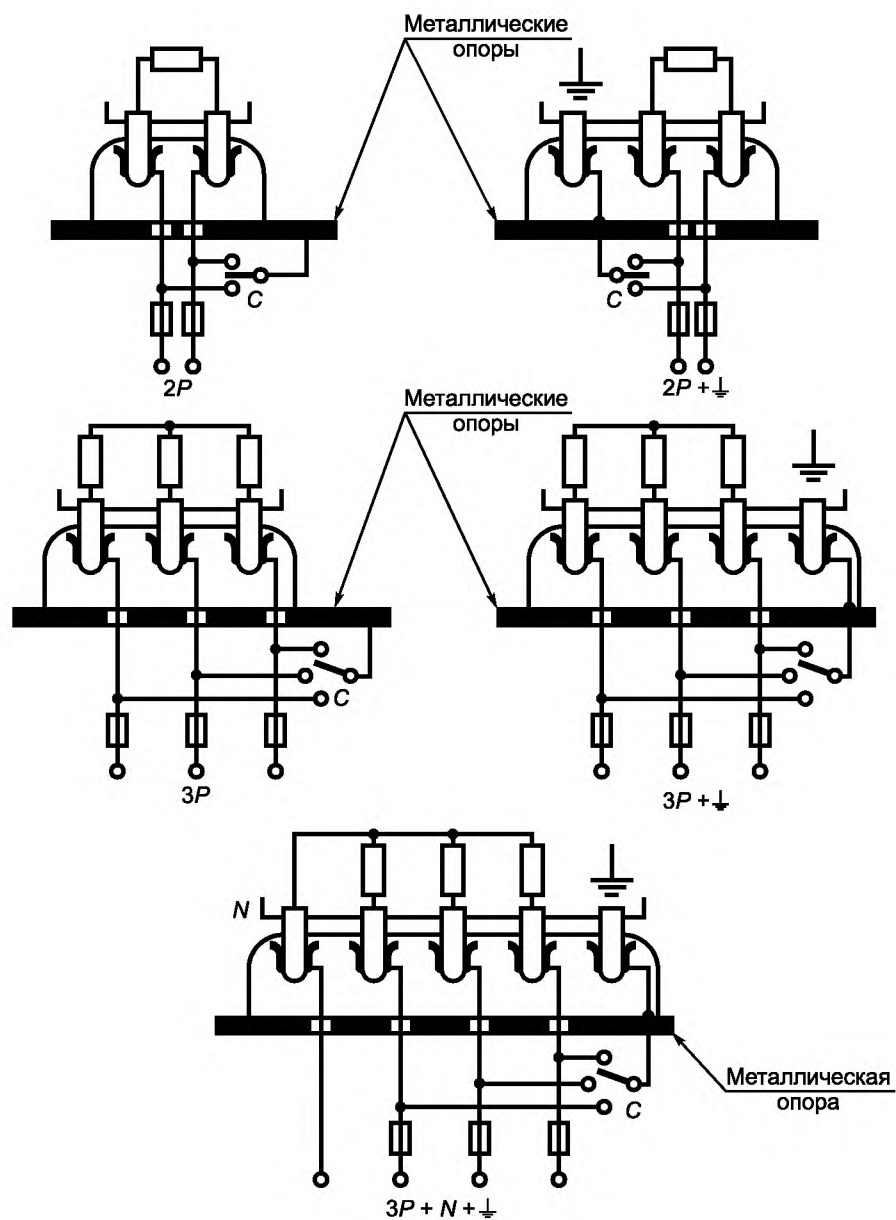 Металлические
опоры
C
C
2P
2P + ⏚
Металлические
опоры
C
3P
3P + ⏚
N
Металлическая
опора
C
3P + N + ⏚